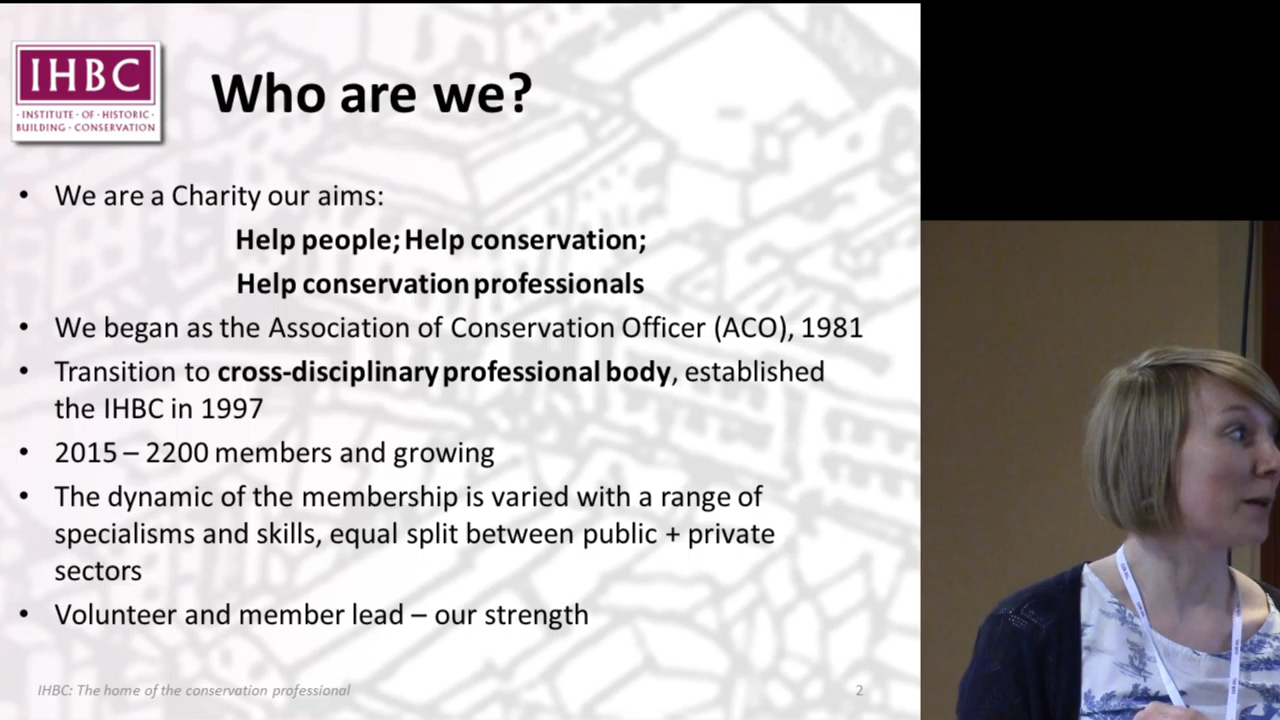 IHBC
· INSTITUTE · OF · HISTORIC ·
BUILDING · CONSERVATION
Who are we?
• We are a Charity our aims:
Help people; Help conservation;
Help conservation professionals
• We began as the Association of Conservation Officer (ACO), 1981
• Transition to cross-disciplinary professional body, established
the IHBC in 1997
• 2015 – 2200 members and growing
• The dynamic of the membership is varied with a range of
specialisms and skills, equal split between public + private
sectors
• Volunteer and member lead – our strength
IHBC: The home of the conservation professional
2